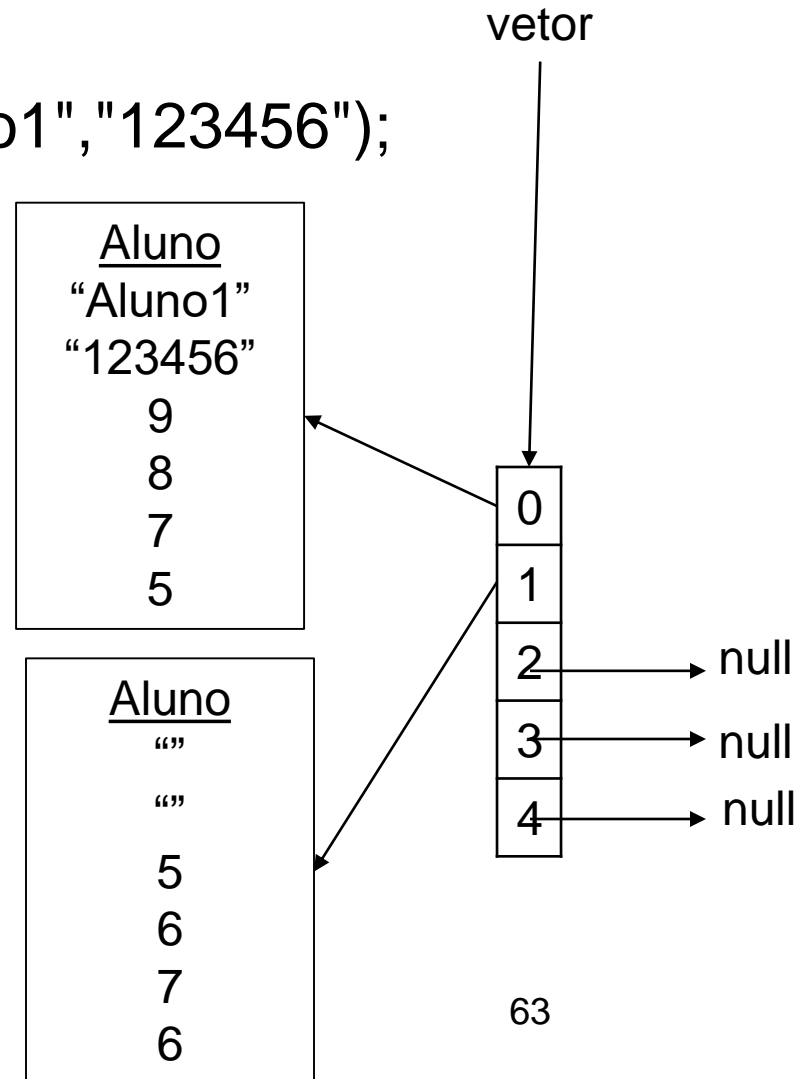 vetor
o1","123456");
Aluno
“Aluno1”
“123456”
9
8
7
5
0
1
2
3
4
null
null
null
Aluno
“”
“”
5
6
7
6
63